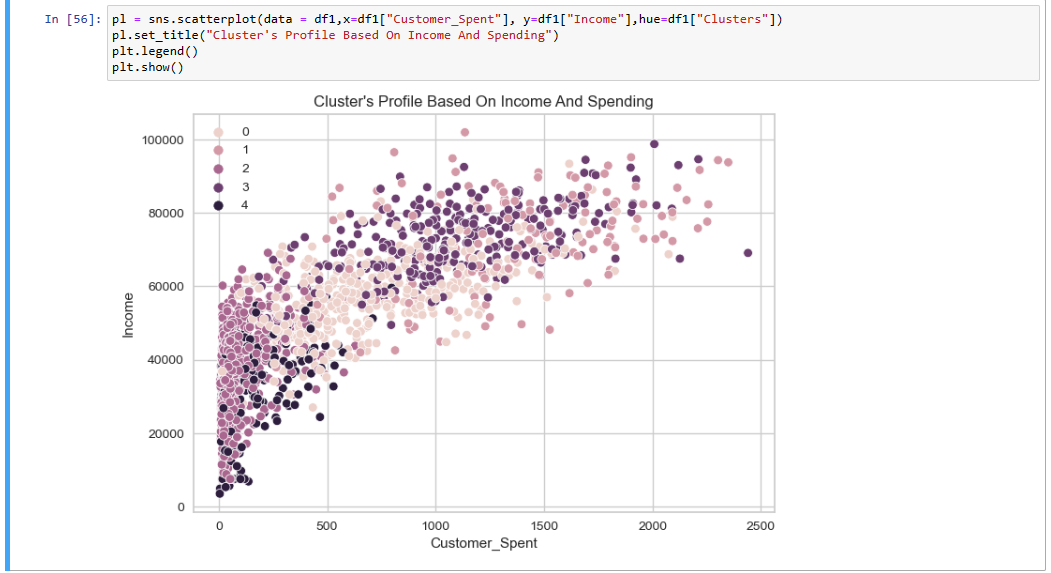 In [56]: pl = sns.scatterplot(data = df1,x=df1["Customer_Spent"], y=df1["Income"],hue=df1["Clusters"])
pl.set_title("Cluster's Profile Based On Income And Spending")
plt.legend()
plt.show()
Cluster's Profile Based On Income And Spending
0
1
2
3
4
100000
80000
60000
40000
20000
0
Income
0 500 1000 1500 2000 2500
Customer_Spent